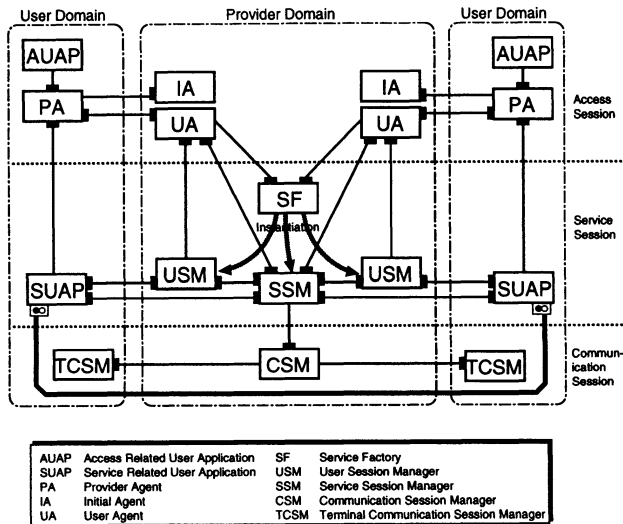 User Domain Provider Domain User Domain
AUAP AUAP
IA IA
PA PA
UA UA
Access
Session
SF
Instantiation
Service
Session
USM USM
SUAP SSM SUAP
TCSM CSM TCSM
Commun-
ication
Session
AUAP Access Related User Application
SUAP Service Related User Application
PA Provider Agent
IA Initial Agent
UA User Agent
SF Service Factory
USM User Session Manager
SSM Service Session Manager
CSM Communication Session Manager
TCSM Terminal Communication Session Manager